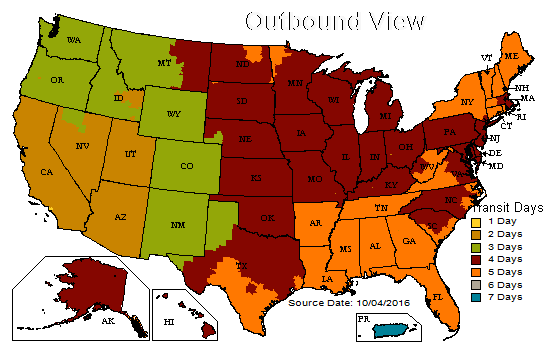 Outbound View
WA
OR
CA
NV
ID
MT
WY
UT
AZ
CO
NM
ND
SD
NE
KS
OK
TX
MN
IA
MO
AR
LA
WI
IL
MI
IN
OH
KY
TN
MS
AL
GA
FL
SC
NC
VA
WV
PA
NY
VT
ME
NH
MA
RI
CT
NJ
DE
MD
AK
HI
PR
Transit Days
1 Day
2 Days
3 Days
4 Days
5 Days
6 Days
7 Days
Source Date: 10/04/2016